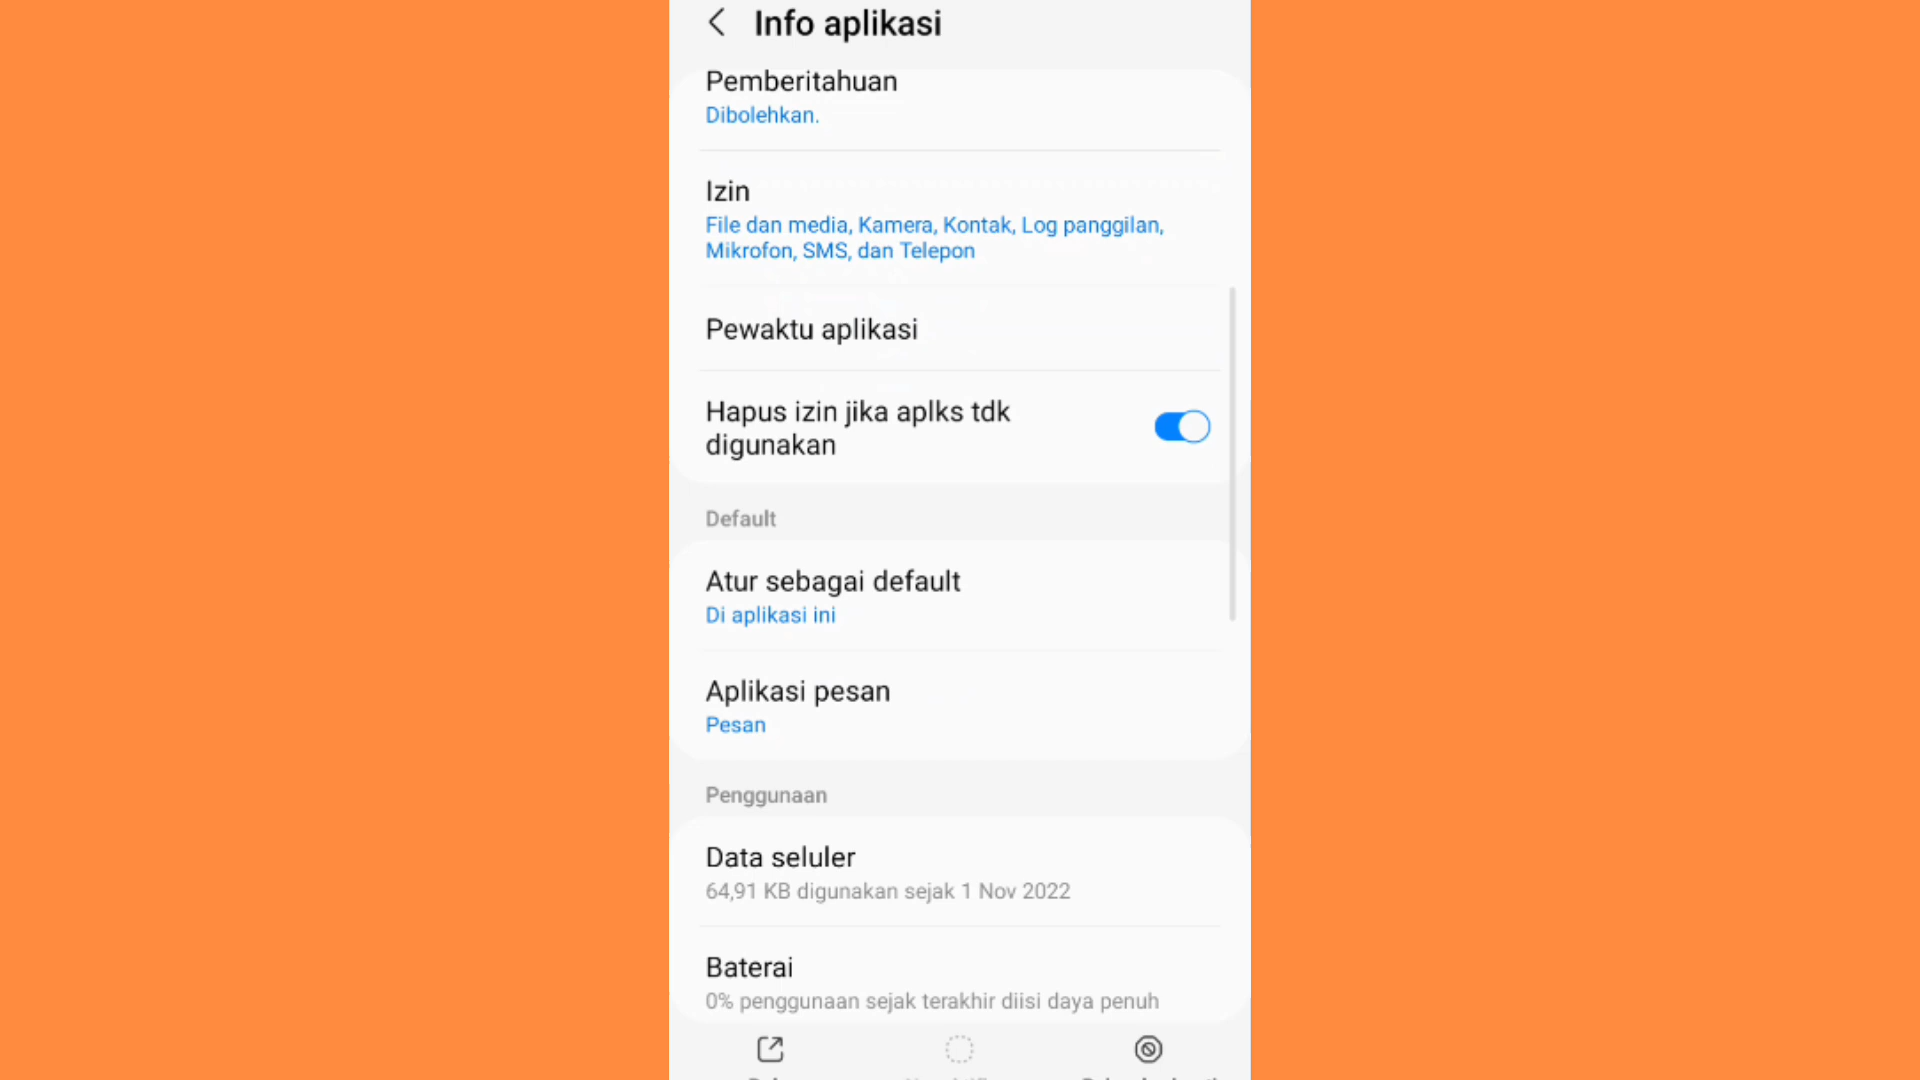 Info aplikasi
Pemberitahuan
Dibolehkan.
Izin
File dan media, Kamera, Kontak, Log panggilan,
Mikrofon, SMS, dan Telepon
Pewaktu aplikasi
Hapus izin jika aplks tdk
digunakan
Default
Atur sebagai default
Di aplikasi ini
Aplikasi pesan
Pesan
Penggunaan
Data seluler
64,91 KB digunakan sejak 1 Nov 2022
Baterai
0% penggunaan sejak terakhir diisi daya penuh